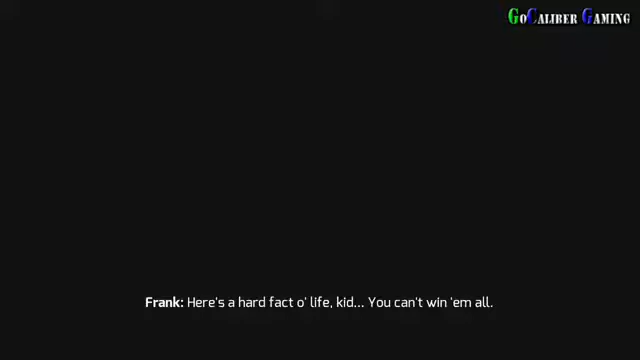 GoCaliber Gaming
Frank: Here's a hard fact o' life, kid... You can't win 'em all.